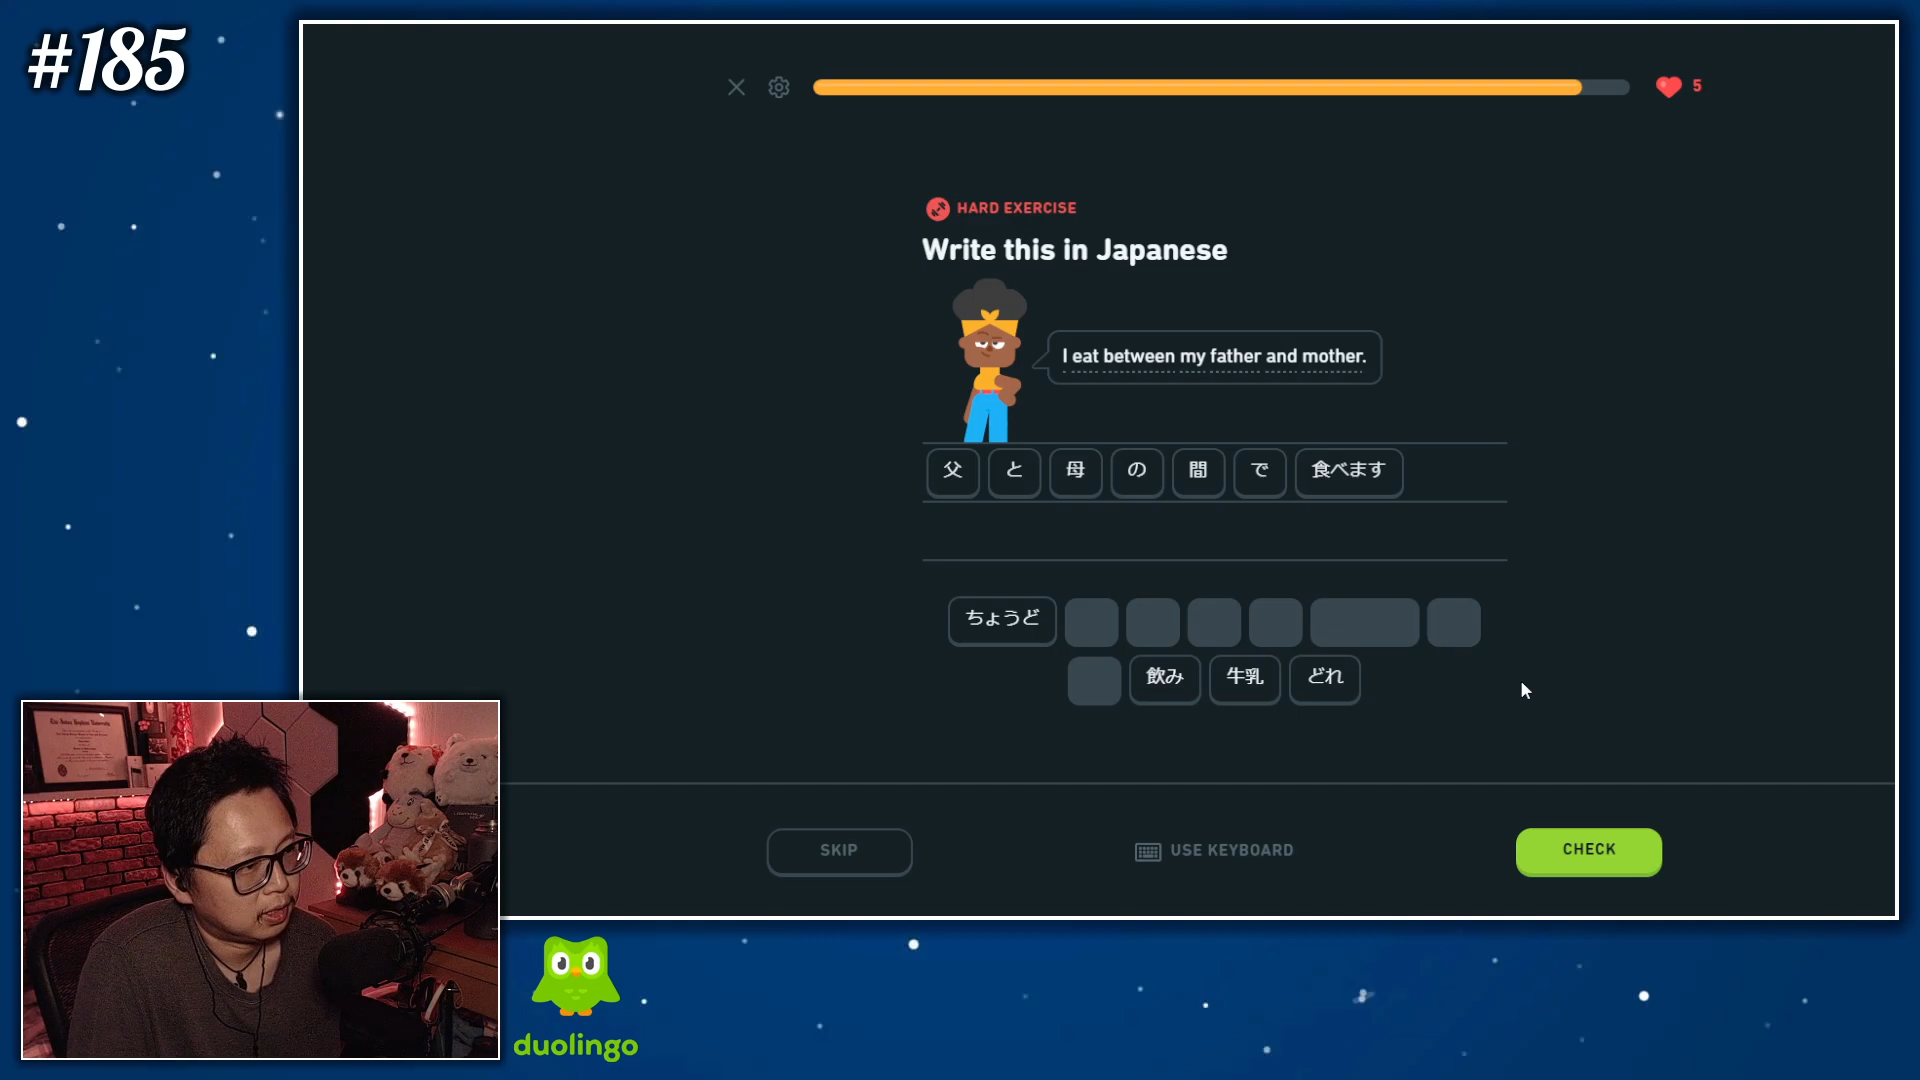 #185
5
HARD EXERCISE
Write this in Japanese
I eat between my father and mother.
父 と 母 の 間 で 食べます
ちょうど
飲み 牛乳 どれ
SKIP
USE KEYBOARD
CHECK
duolingo